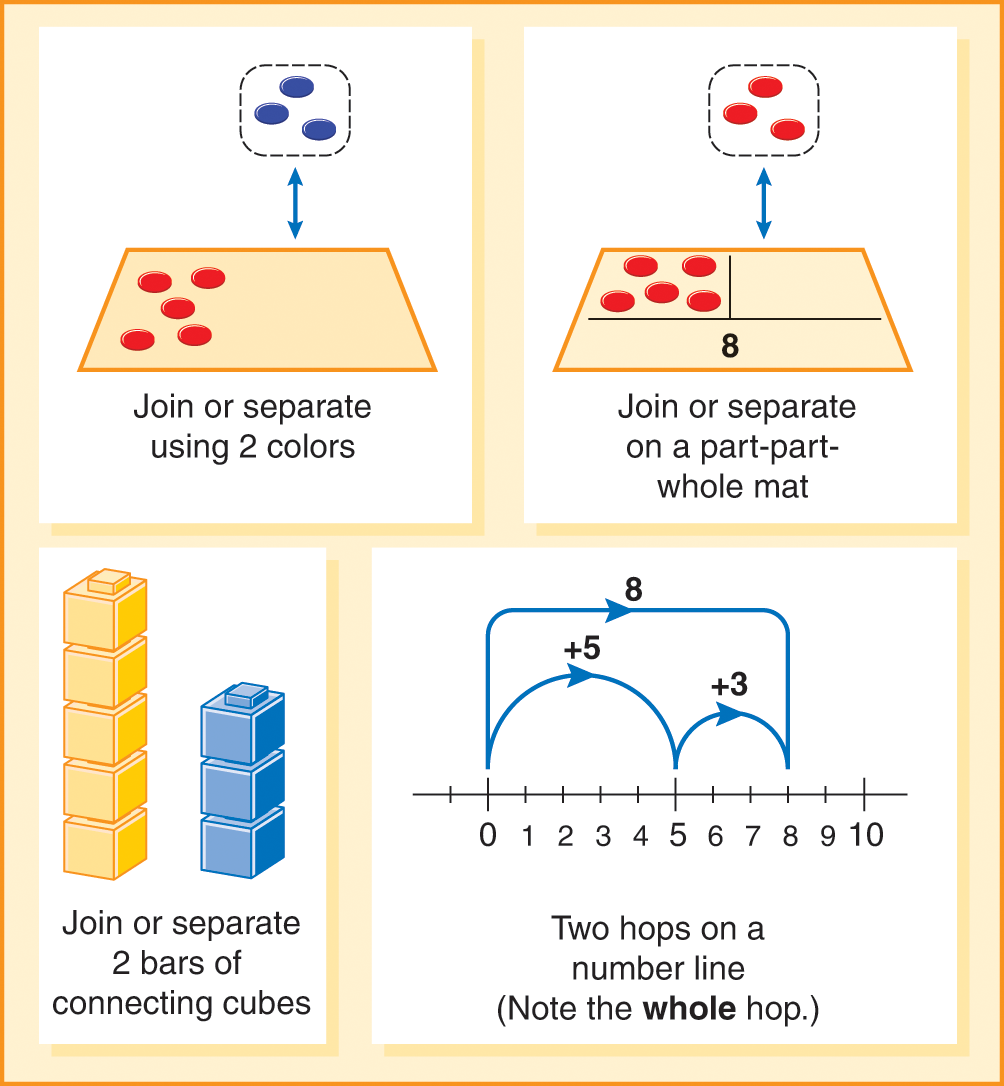 Join or separate
using 2 colors
8
Join or separate
on a part-part-
whole mat
Join or separate
2 bars of
connecting cubes
8
+5
+3
0 1 2 3 4 5 6 7 8 9 10
Two hops on a
number line
(Note the whole hop.)